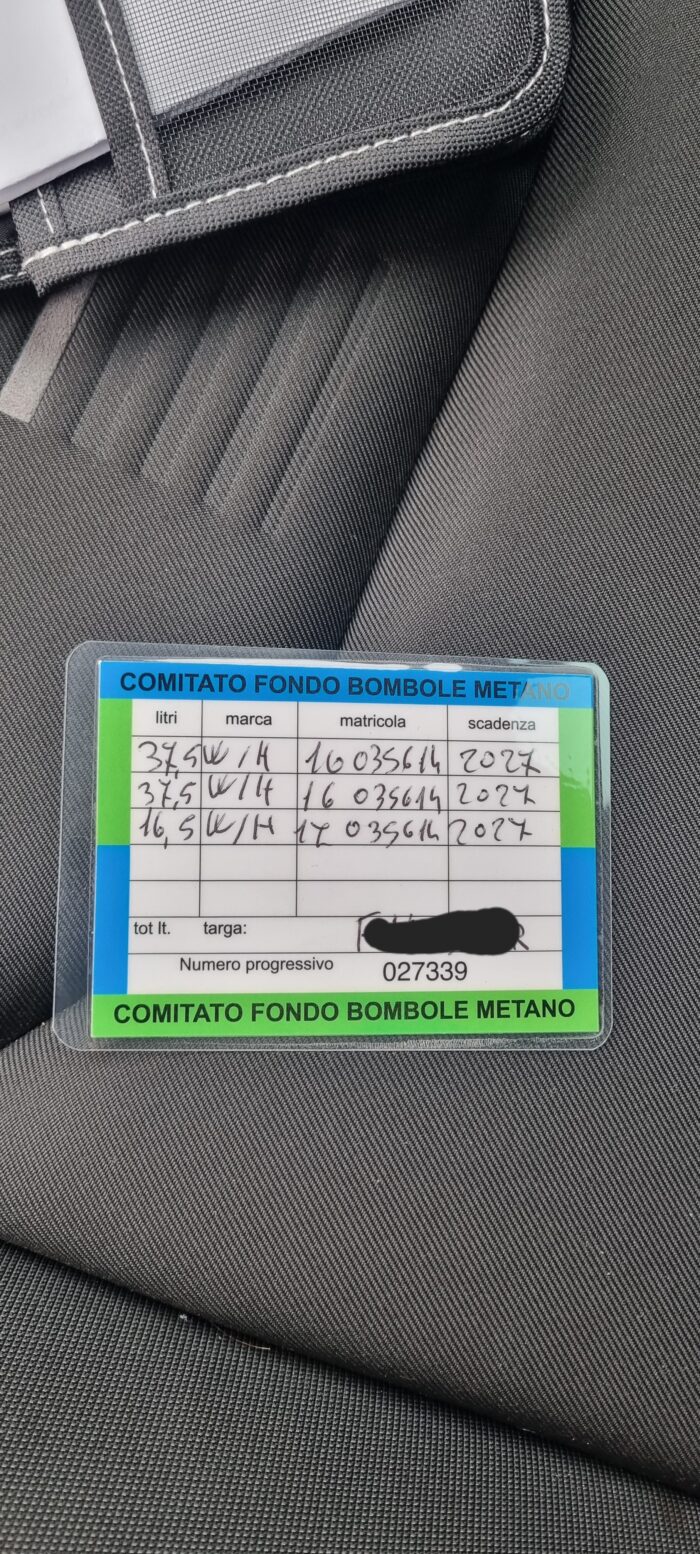 COMITATO FONDO BOMBOLE METANO
litri marca matricola scadenza
37,5 W/H 16 035614 2027
37,5 W/H 16 035614 2027
16,5 W/H 17 035614 2027
tot lt. targa:
Numero progressivo 027339
COMITATO FONDO BOMBOLE METANO